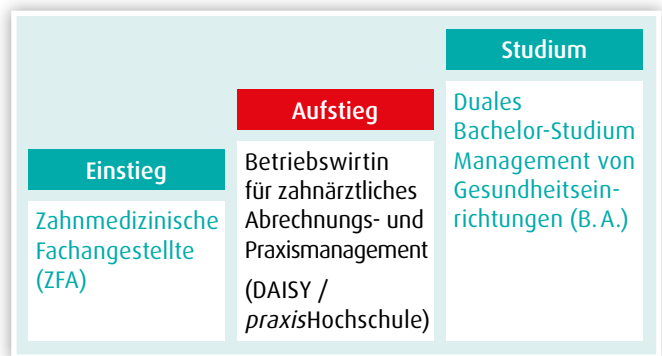 Einstieg
Zahnmedizinische
Fachangestellte
(ZFA)
Aufstieg
Betriebswirtin
für zahnärztliches
Abrechnungs- und
Praxismanagement
(DAISY /
praxisHochschule)
Studium
Duales
Bachelor-Studium
Management von
Gesundheitsein-
richtungen (B. A.)